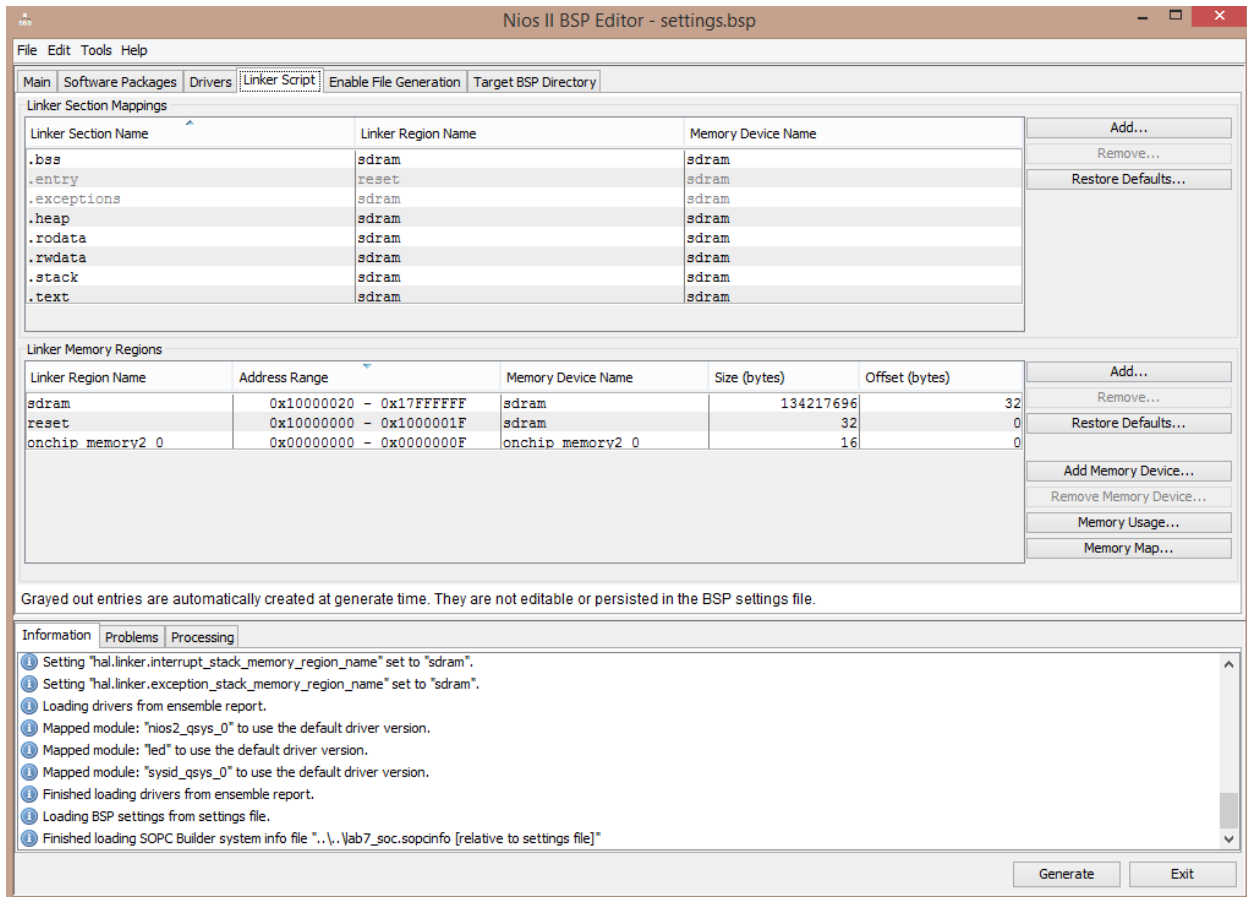 Nios II BSP Editor - settings.bsp
File Edit Tools Help
Main Software Packages Drivers Linker Script Enable File Generation Target BSP Directory
Linker Section Mappings
Linker Section Name Linker Region Name Memory Device Name
.bss sdram sdram
.entry reset sdram
.exceptions sdram sdram
.heap sdram sdram
.rodata sdram sdram
.rwdata sdram sdram
.stack sdram sdram
.text sdram sdram
Add...
Remove...
Restore Defaults...
Linker Memory Regions
Linker Region Name Address Range Memory Device Name Size (bytes) Offset (bytes)
sdram 0x10000020 - 0x17FFFFFF sdram 134217696 32
reset 0x10000000 - 0x1000001F sdram 32 0
onchip_memory2_0 0x00000000 - 0x0000000F onchip_memory2_0 16 0
Add...
Remove...
Restore Defaults...
Add Memory Device...
Remove Memory Device...
Memory Usage...
Memory Map...
Grayed out entries are automatically created at generate time. They are not editable or persisted in the BSP settings file.
Information Problems Processing
Setting "hal.linker.interrupt_stack_memory_region_name" set to "sdram".
Setting "hal.linker.exception_stack_memory_region_name" set to "sdram".
Loading drivers from ensemble report.
Mapped module: "nios2_qsys_0" to use the default driver version.
Mapped module: "led" to use the default driver version.
Mapped module: "sysid_qsys_0" to use the default driver version.
Finished loading drivers from ensemble report.
Loading BSP settings from settings file.
Finished loading SOPC Builder system info file "..\..\lab7_soc.sopcinfo [relative to settings file]"
Generate Exit